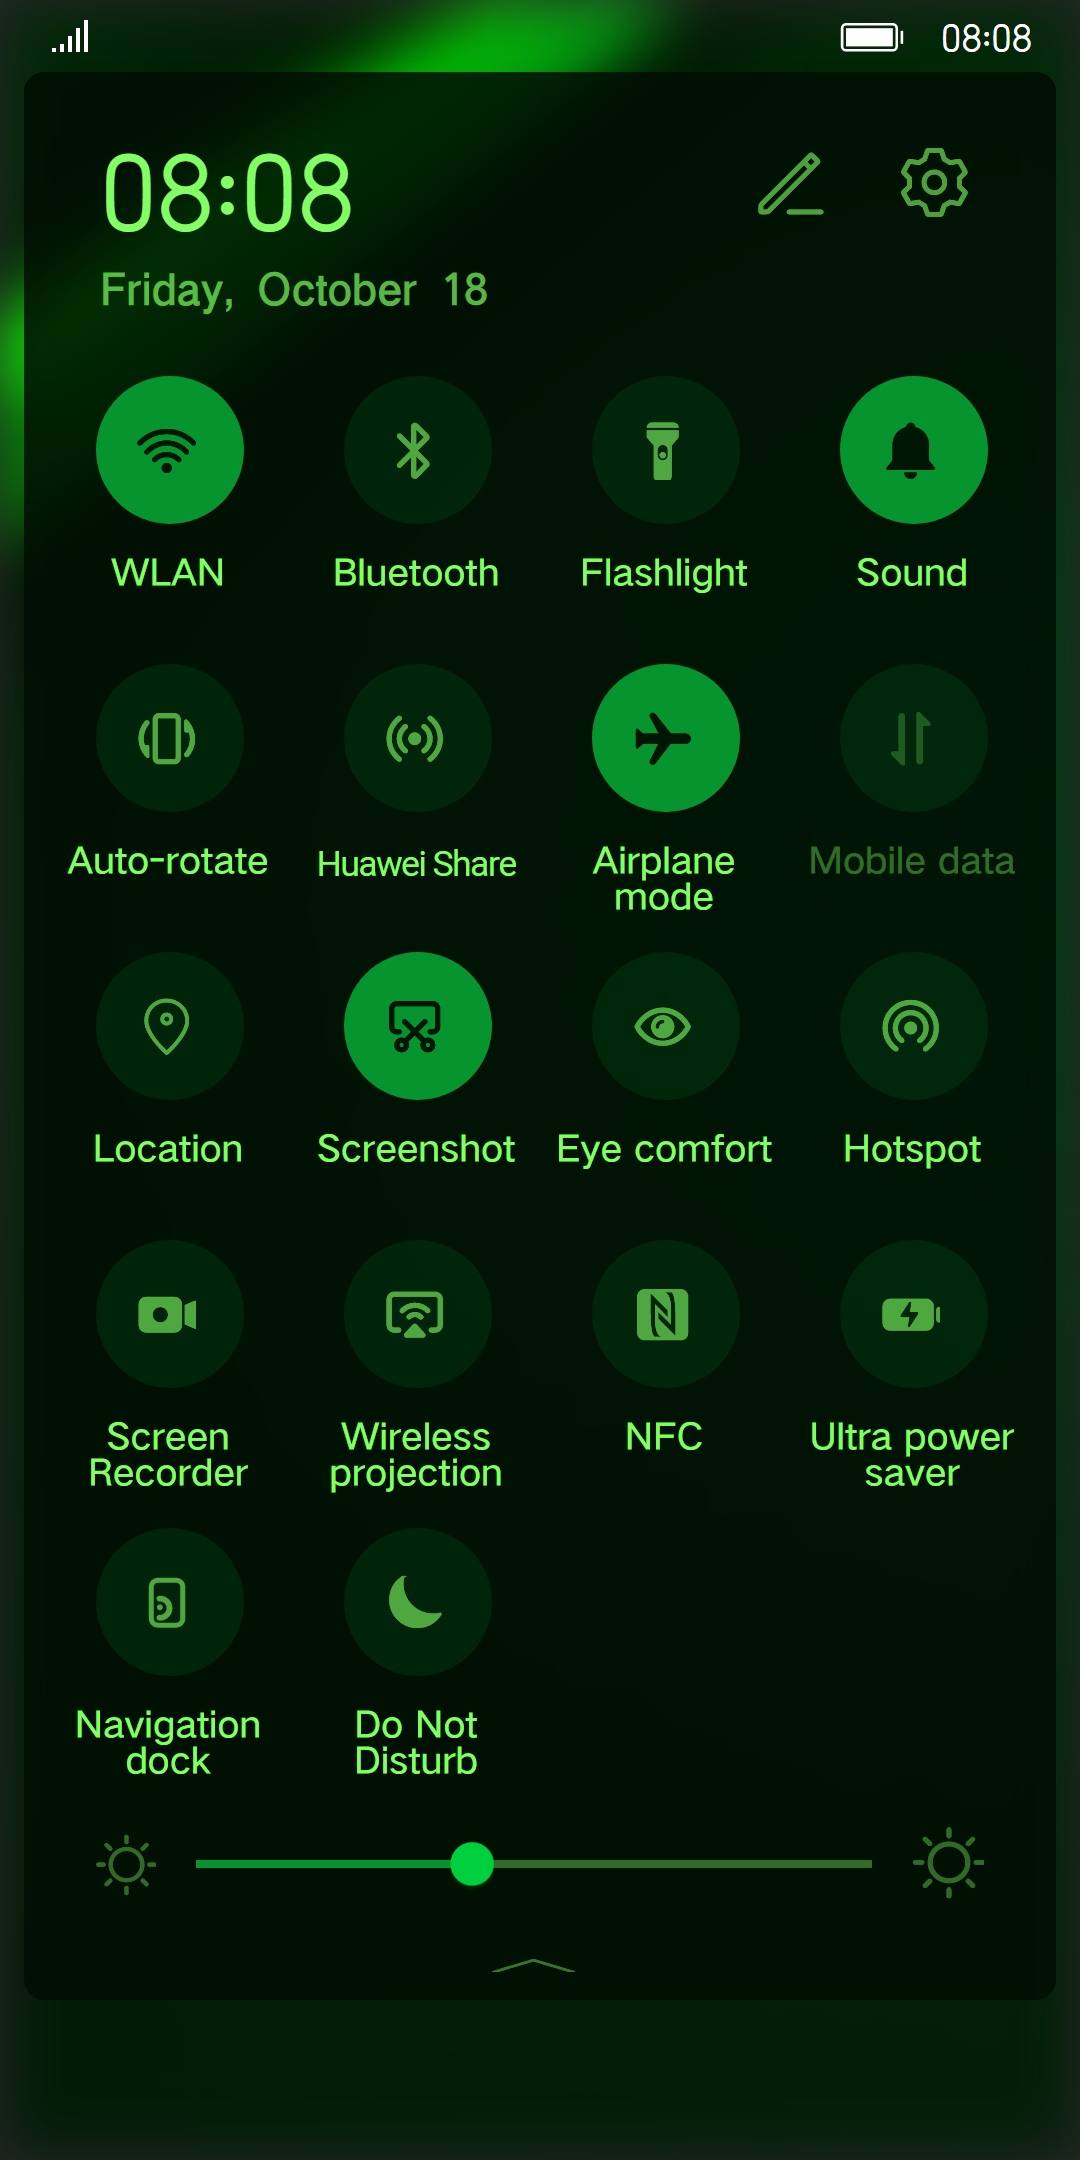 08:08
08:08
Friday, October 18
WLAN
Bluetooth
Flashlight
Sound
Auto-rotate
Huawei Share
Airplane
mode
Mobile data
Location
Screenshot
Eye comfort
Hotspot
Screen
Recorder
Wireless
projection
NFC
Ultra power
saver
Navigation
dock
Do Not
Disturb